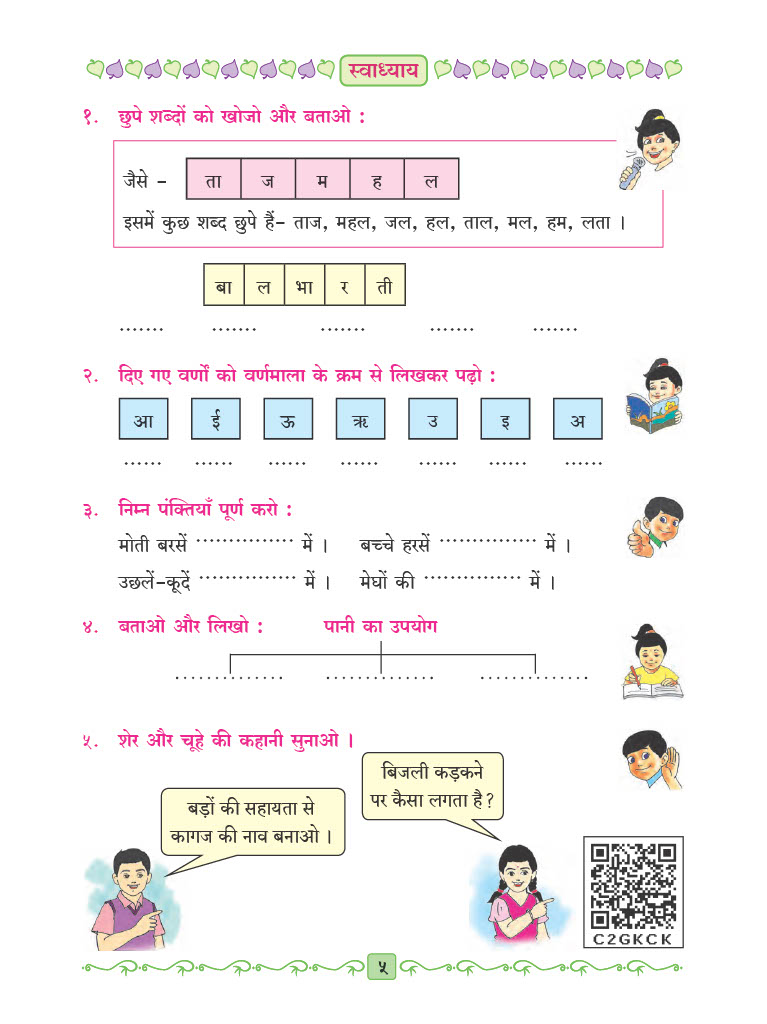 स्वाध्याय
१. छुपे शब्दों को खोजो और बताओ :
जैसे - ता ज म ह ल
इसमें कुछ शब्द छुपे हैं- ताज, महल, जल, हल, ताल, मल, हम, लता ।
बा ल भा र ती
....... ....... ....... ....... .......
२. दिए गए वर्णों को वर्णमाला के क्रम से लिखकर पढ़ो :
आ ई ऊ ऋ उ इ अ
...... ...... ...... ...... ...... ...... ......
३. निम्न पंक्तियाँ पूर्ण करो :
मोती बरसें ............... में । बच्चे हरसें ............... में ।
उछलें-कूदें ............... में । मेघों की ............... में ।
४. बताओ और लिखो : पानी का उपयोग
.............. .............. ..............
५. शेर और चूहे की कहानी सुनाओ ।
बिजली कड़कने
पर कैसा लगता है ?
बड़ों की सहायता से
कागज की नाव बनाओ ।
C2GKCK
५